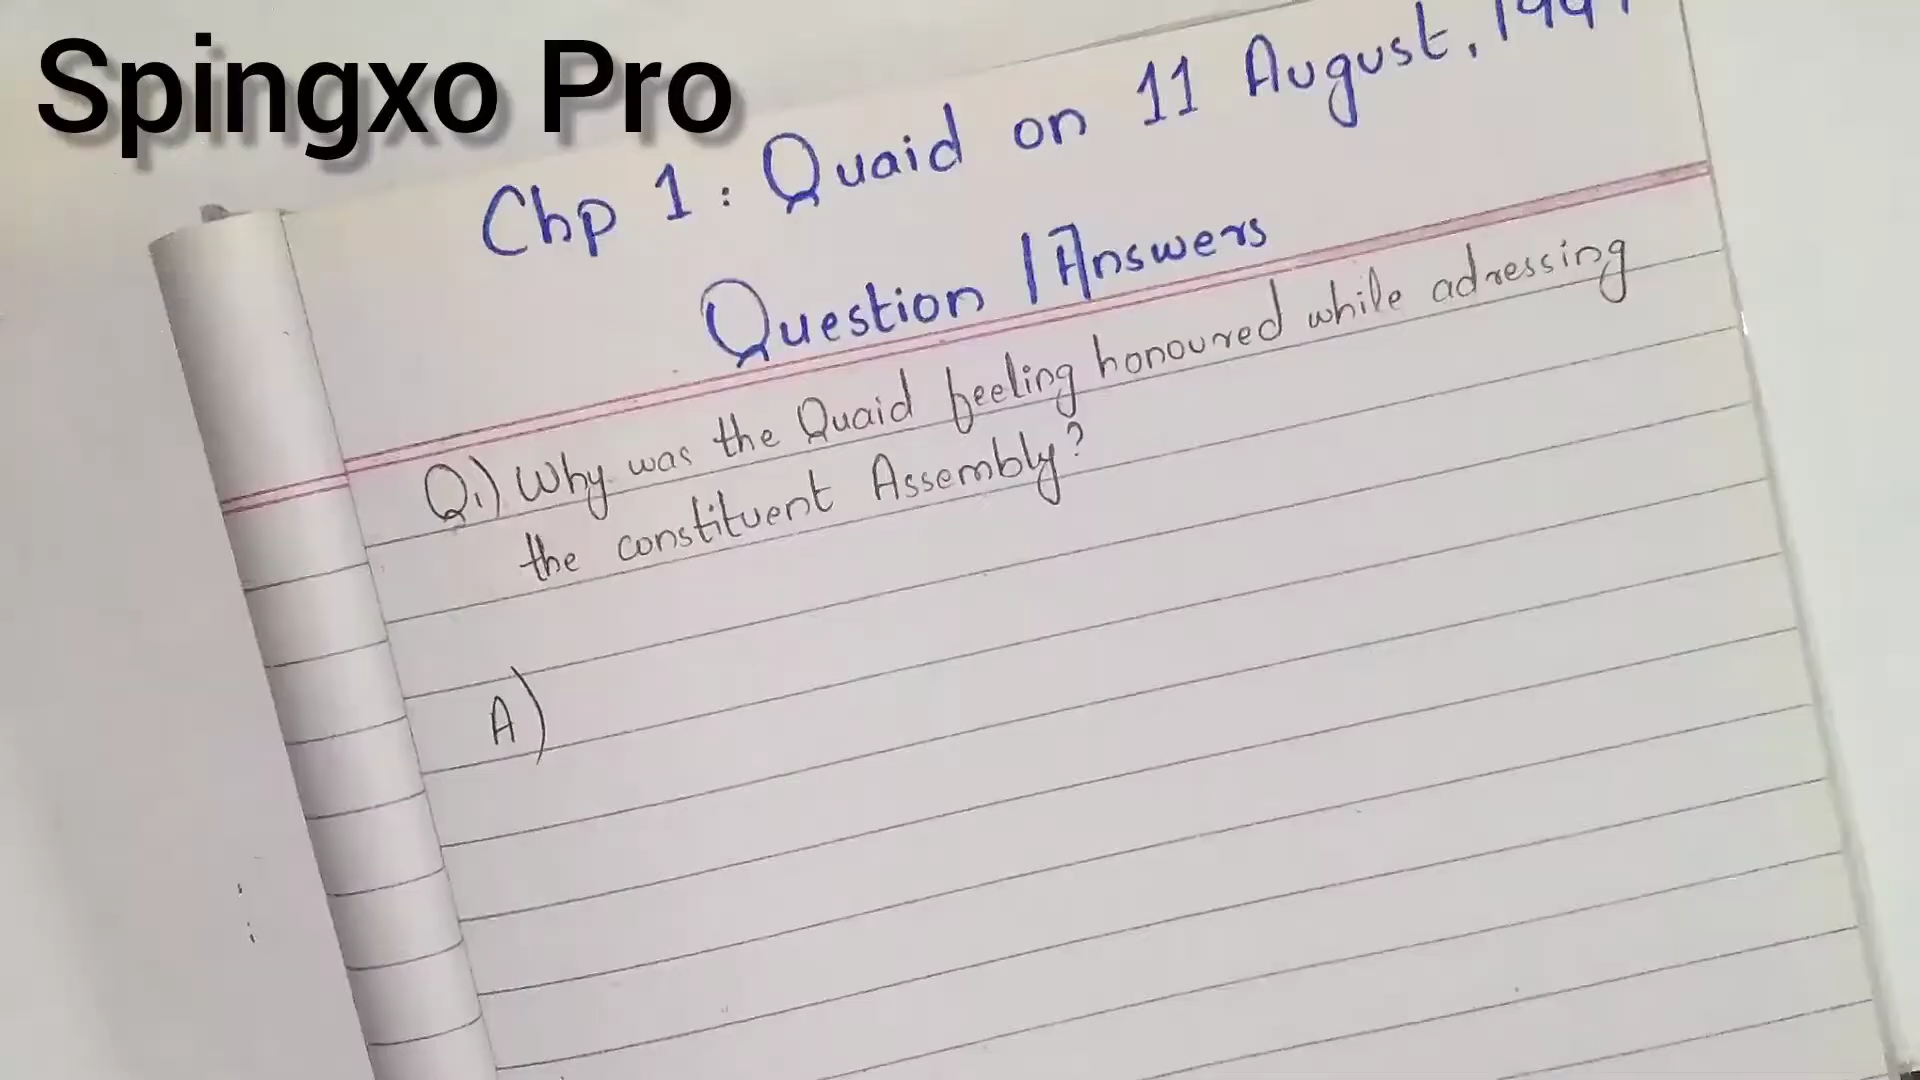 Spingxo Pro
Chp 1: Quaid on 11 August, 1947
Question / Answers
Q1) Why was the Quaid feeling honoured while adressing
the constituent Assembly?
A)